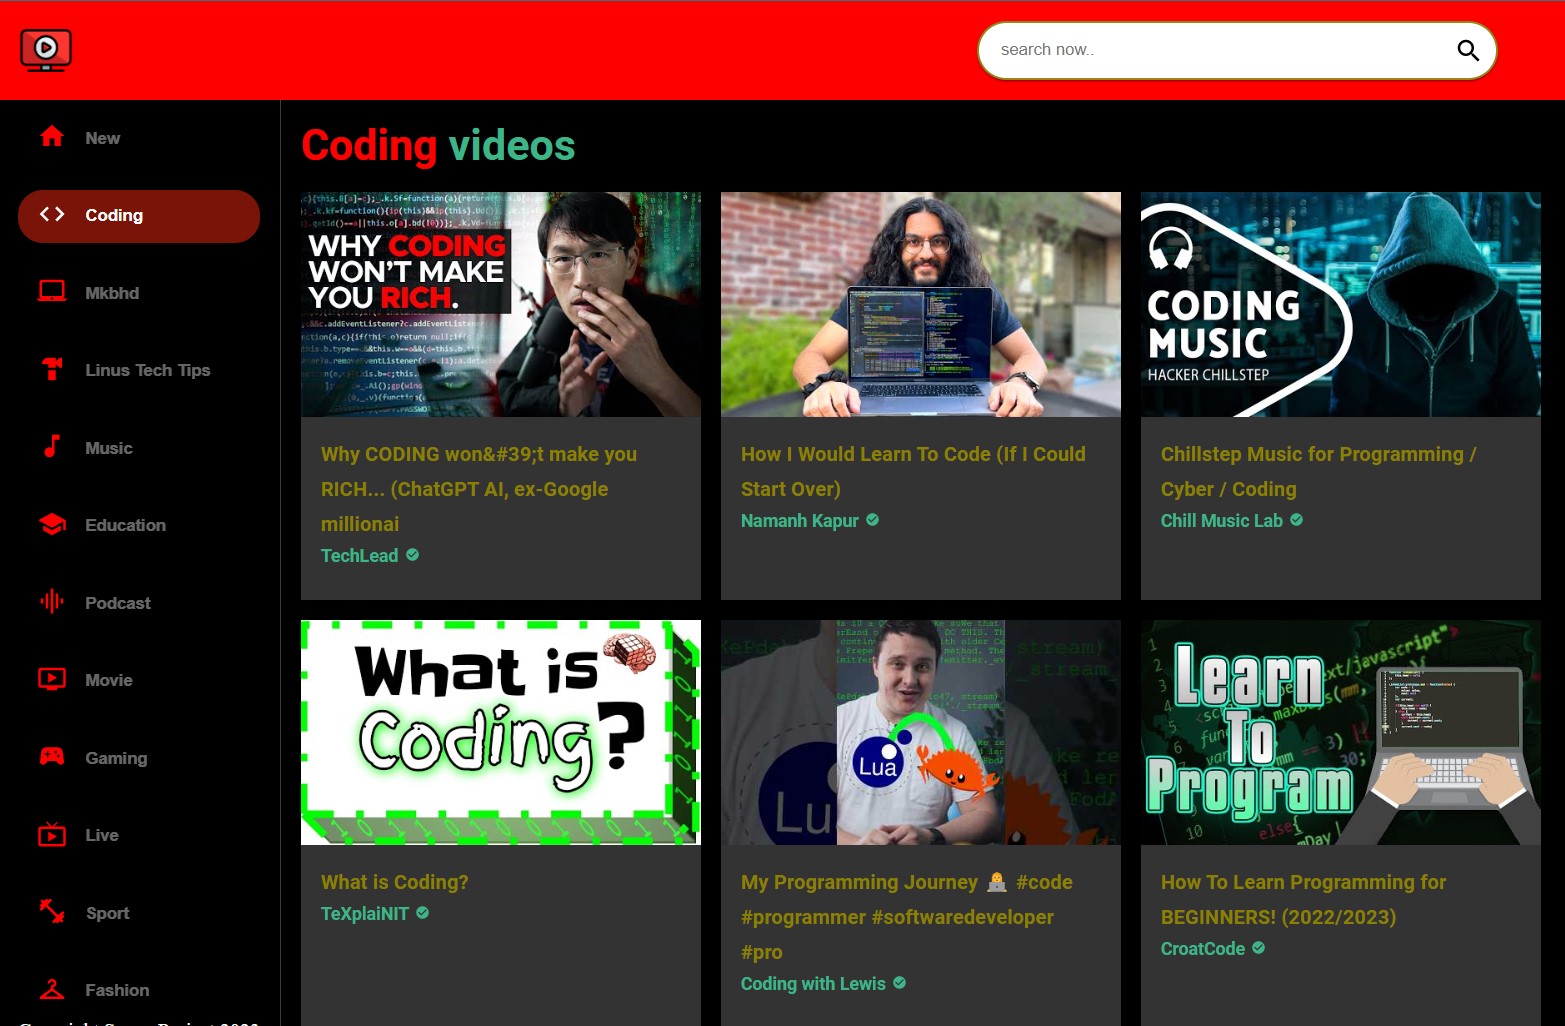 search now..
New
Coding
Mkbhd
Linus Tech Tips
Music
Education
Podcast
Movie
Gaming
Live
Sport
Fashion
Coding videos
WHY CODING
WON'T MAKE
YOU RICH.
Why CODING won&#39;t make you
RICH... (ChatGPT AI, ex-Google
millionai
TechLead
How I Would Learn To Code (If I Could
Start Over)
Namanh Kapur
CODING
MUSIC
HACKER CHILLSTEP
Chillstep Music for Programming /
Cyber / Coding
Chill Music Lab
What is
Coding?
What is Coding?
TeXplaiNIT
Lua
My Programming Journey 🧑‍💻 #code
#programmer #softwaredeveloper
#pro
Coding with Lewis
Learn
To
Program
How To Learn Programming for
BEGINNERS! (2022/2023)
CroatCode